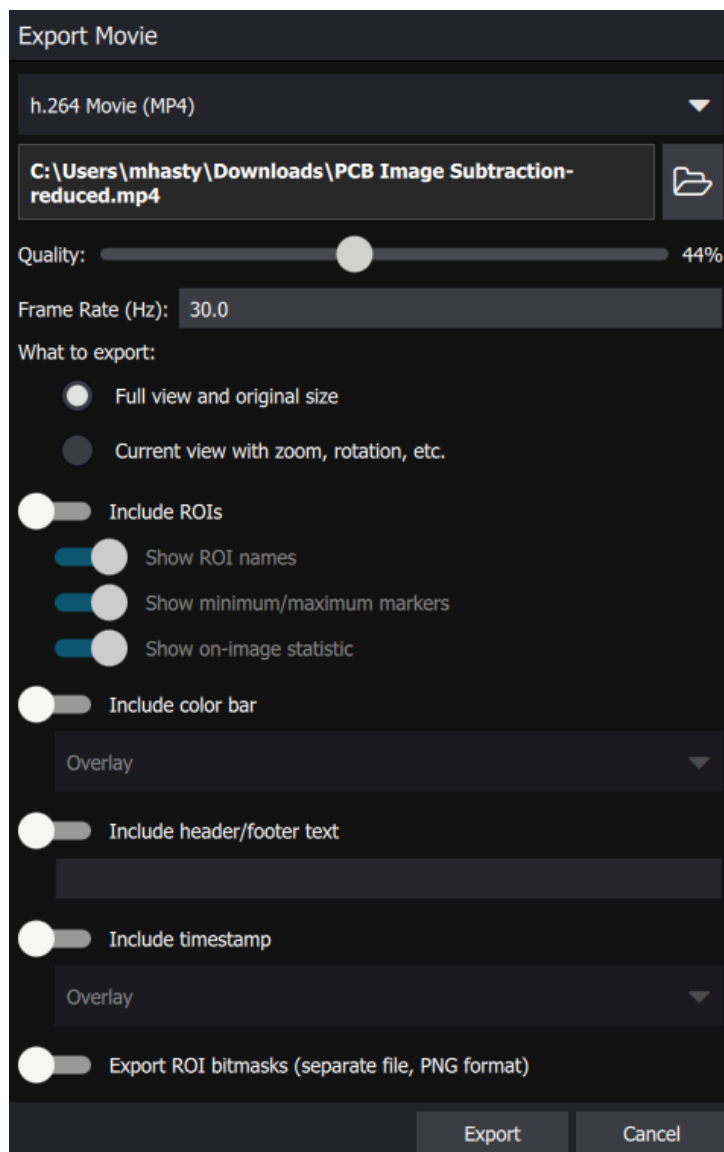 Export Movie
h.264 Movie (MP4)
C:\Users\mhasty\Downloads\PCB Image Subtraction-
reduced.mp4
Quality: 44%
Frame Rate (Hz): 30.0
What to export:
Full view and original size
Current view with zoom, rotation, etc.
Include ROIs
Show ROI names
Show minimum/maximum markers
Show on-image statistic
Include color bar
Overlay
Include header/footer text
Include timestamp
Overlay
Export ROI bitmasks (separate file, PNG format)
Export Cancel